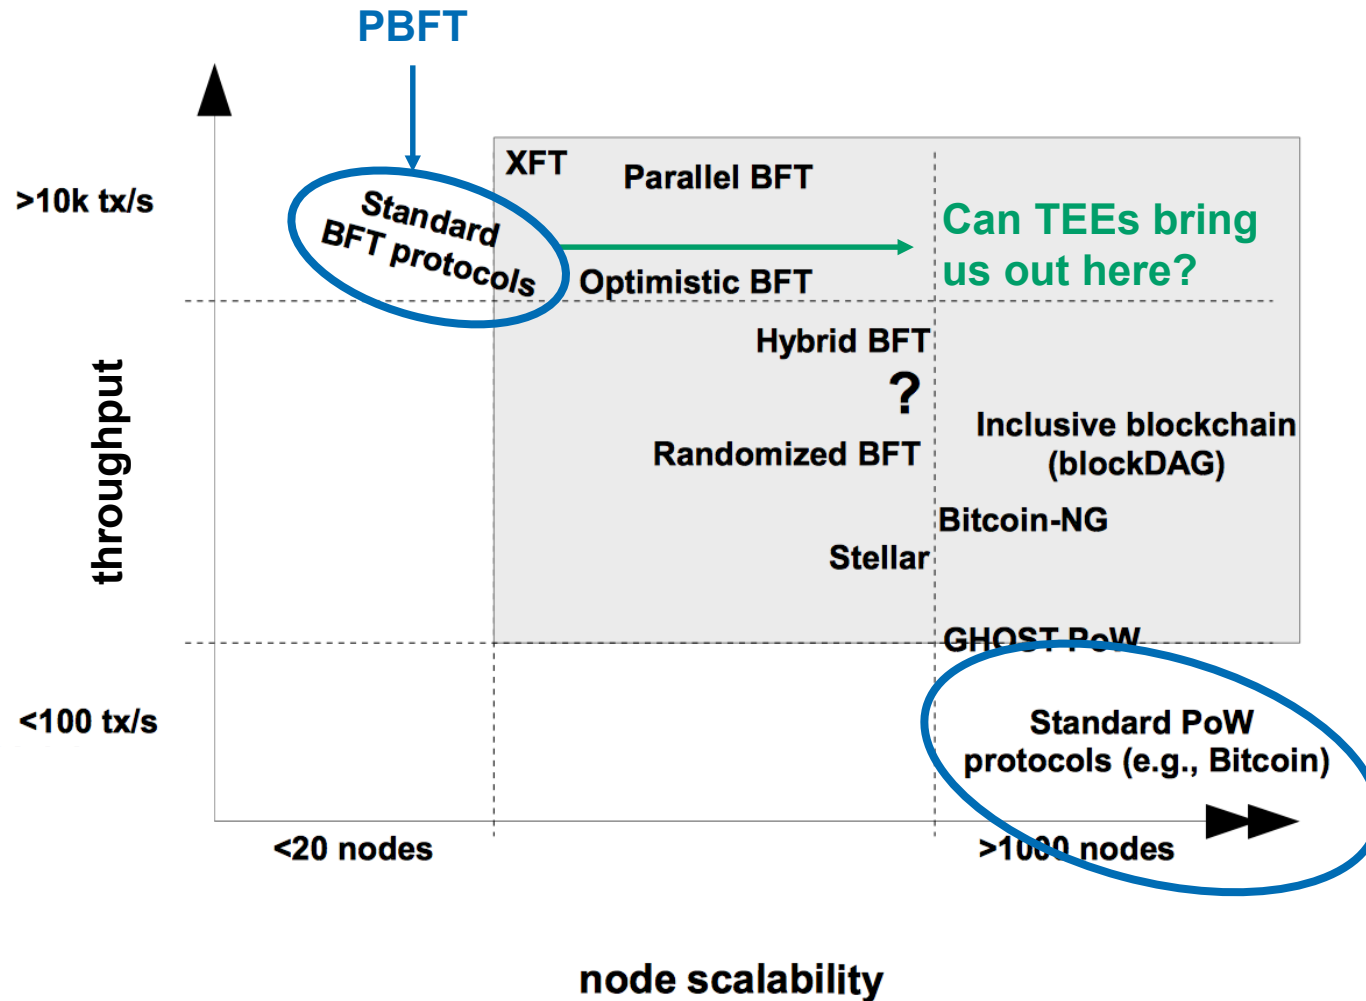 PBFT
>10k tx/s
XFT
Parallel BFT
Standard
BFT protocols
Can TEEs bring
us out here?
Optimistic BFT
Hybrid BFT
?
throughput
Inclusive blockchain
(blockDAG)
Randomized BFT
Bitcoin-NG
Stellar
GHOST PoW
<100 tx/s
Standard PoW
protocols (e.g., Bitcoin)
<20 nodes
>1000 nodes
node scalability